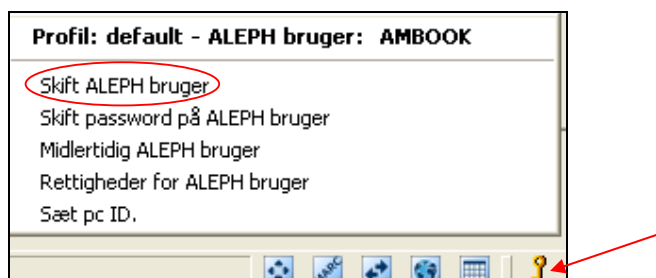 Profil: default - ALEPH bruger: AMBOOK
Skift ALEPH bruger
Skift password på ALEPH bruger
Midlertidig ALEPH bruger
Rettigheder for ALEPH bruger
Sæt pc ID.
MARC